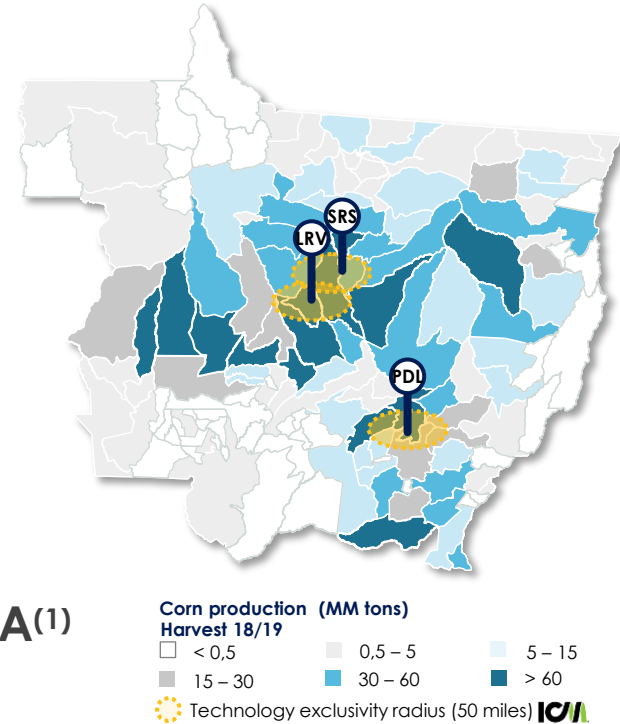 SRS
LRV
PDL
A(1)
Corn production (MM tons)
Harvest 18/19
< 0,5
0,5 – 5
5 – 15
15 – 30
30 – 60
> 60
Technology exclusivity radius (50 miles) ICM